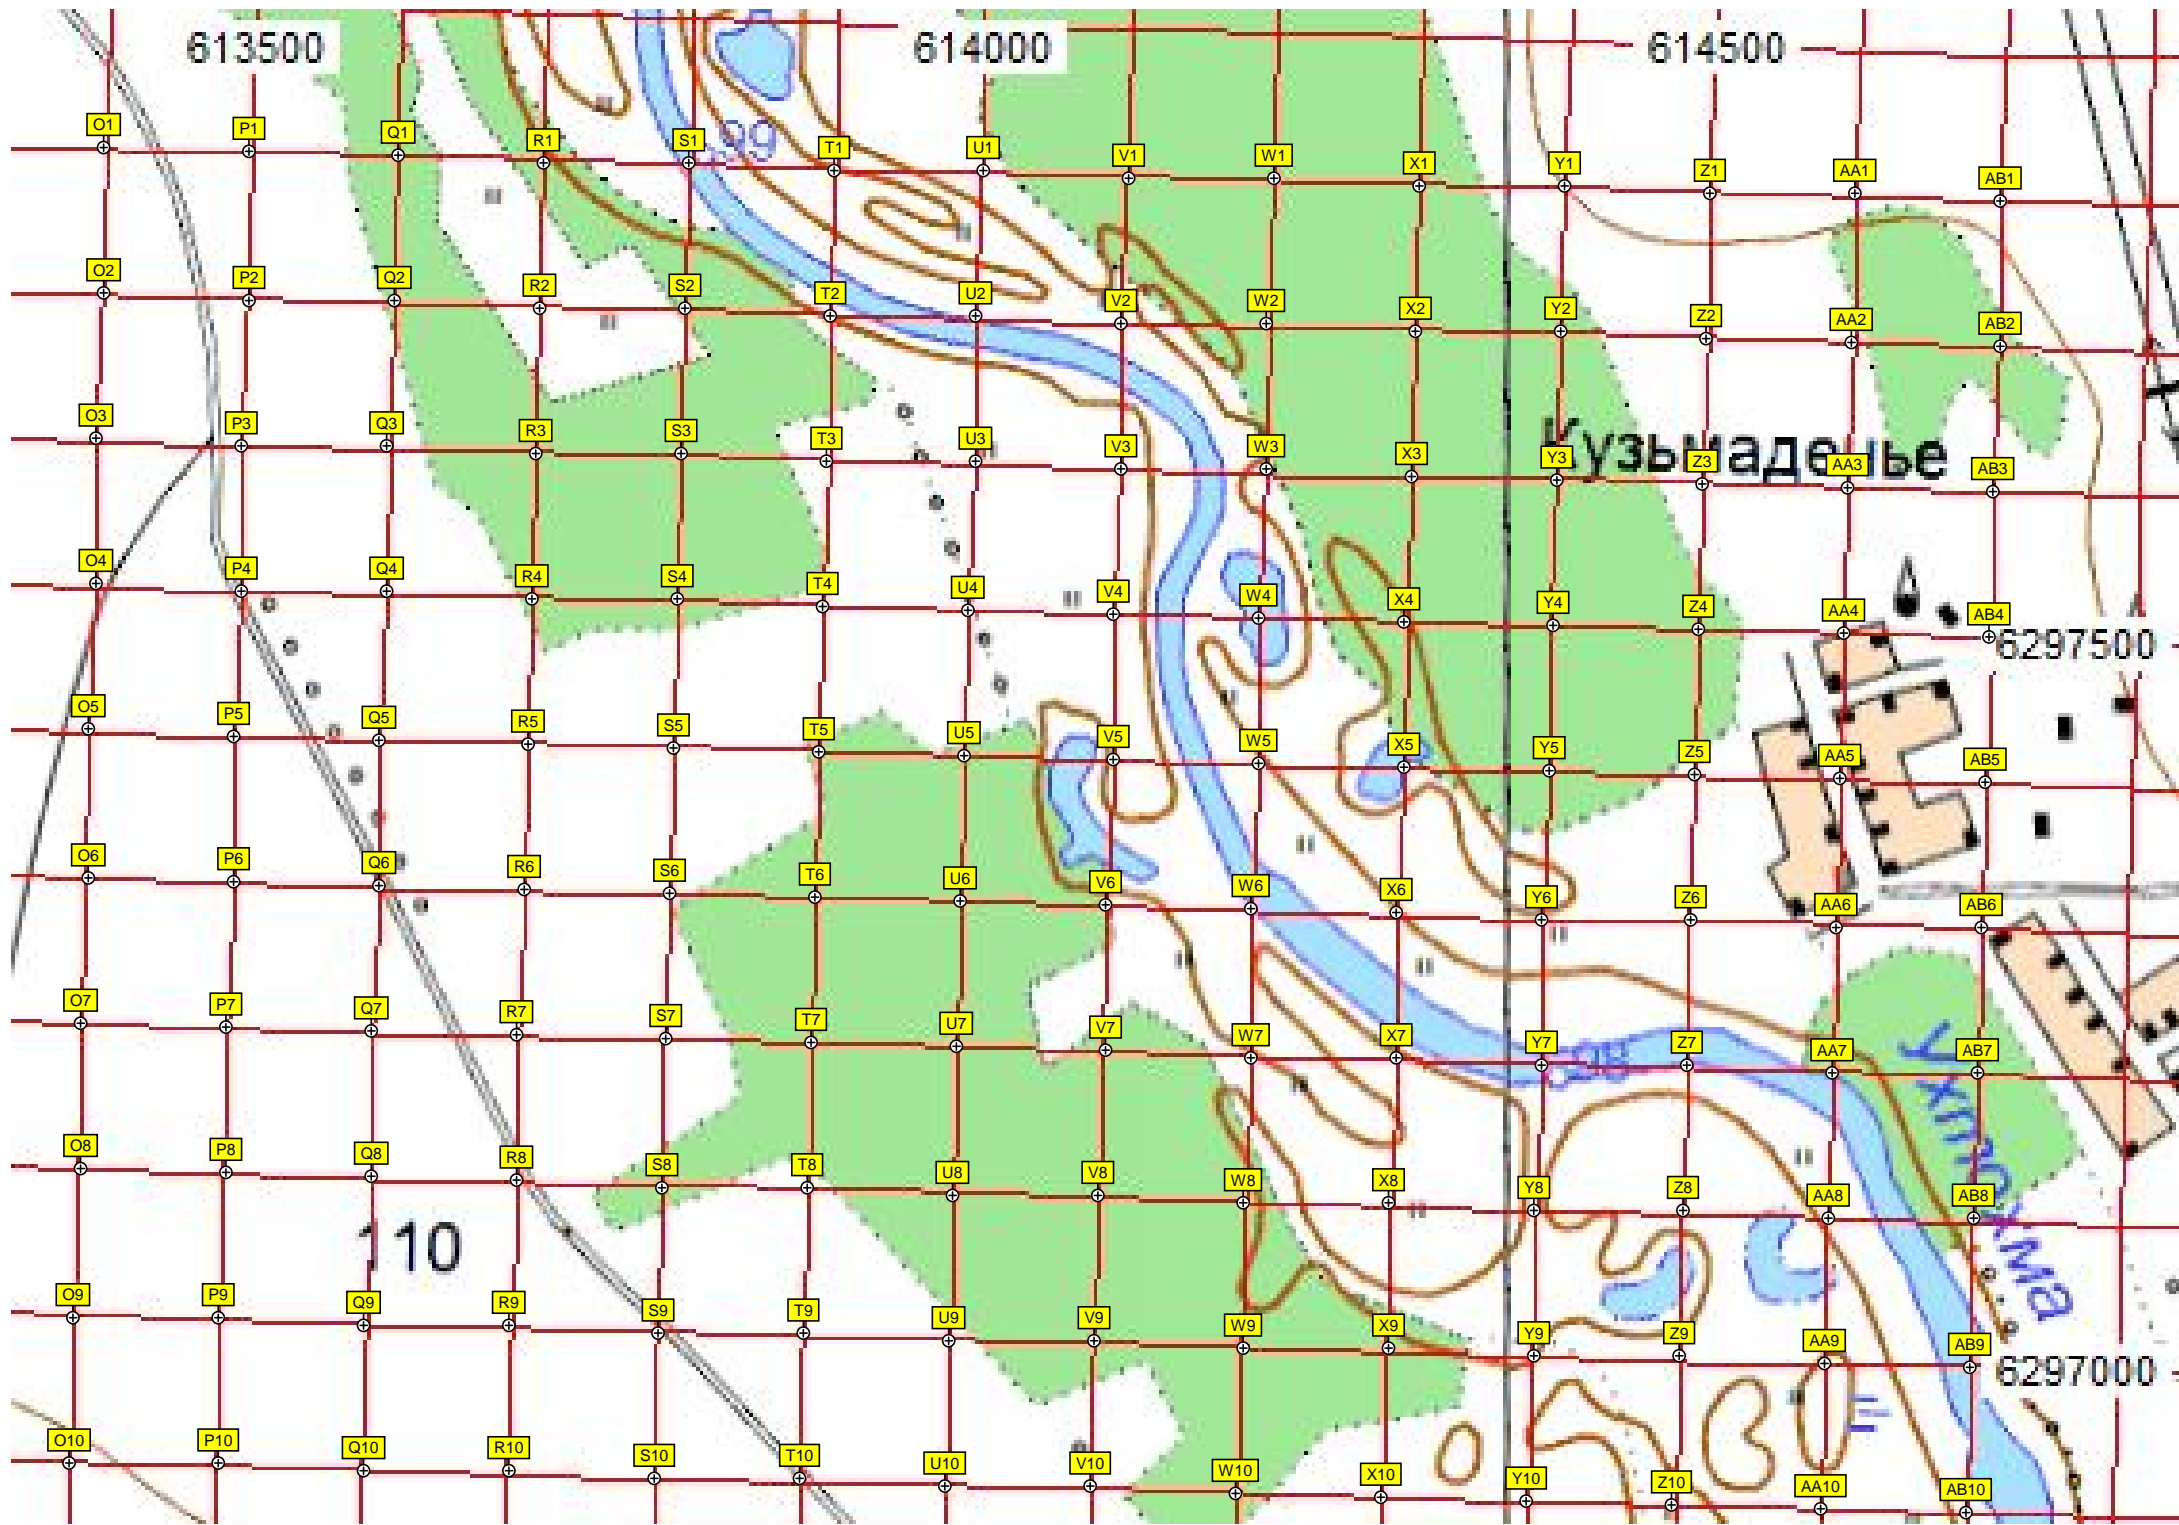 613500 614000 614500
O1 P1 Q1 R1 S1 99 T1 U1 V1 W1 X1 Y1 Z1 AA1 AB1
O2 P2 Q2 R2 S2 T2 U2 V2 W2 X2 Y2 Z2 AA2 AB2
Кузьмаденье
O3 P3 Q3 R3 S3 T3 U3 V3 W3 X3 Y3 Z3 AA3 AB3
O4 P4 Q4 R4 S4 T4 U4 V4 W4 X4 Y4 Z4 AA4 AB4
6297500
O5 P5 Q5 R5 S5 T5 U5 V5 W5 X5 Y5 Z5 AA5 AB5
O6 P6 Q6 R6 S6 T6 U6 V6 W6 X6 Y6 Z6 AA6 AB6
O7 P7 Q7 R7 S7 T7 U7 V7 W7 X7 Y7 98 Z7 AA7 AB7
Ухтохма
O8 P8 Q8 R8 S8 T8 U8 V8 W8 X8 Y8 Z8 AA8 AB8
110
O9 P9 Q9 R9 S9 T9 U9 V9 W9 X9 Y9 Z9 AA9 AB9
6297000
O10 P10 Q10 R10 S10 T10 U10 V10 W10 X10 Y10 Z10 AA10 AB10